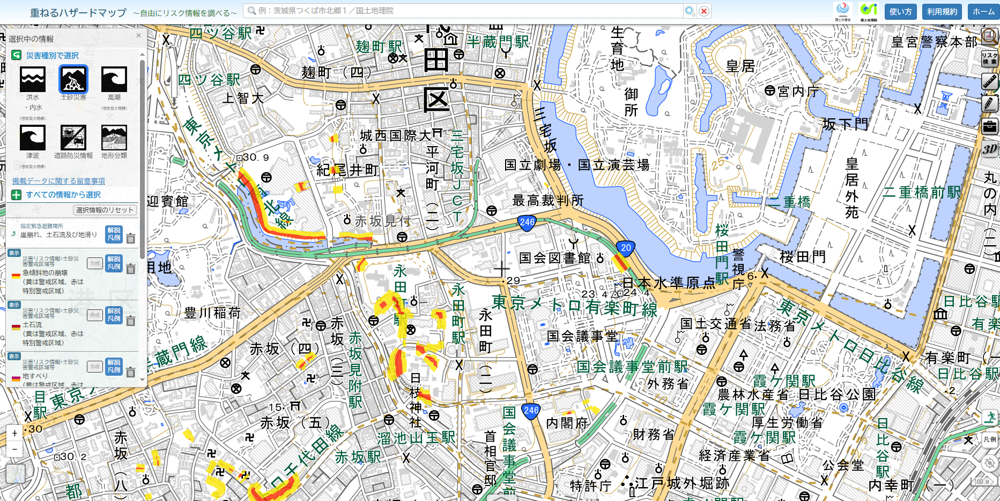 重ねるハザードマップ ～自由にリスク情報を調べる～
例：茨城県つくば市北郷１／国土地理院
国土交通省
国土地理院
使い方
利用規約
ホーム
選択中の情報
×
災害種別で選択
洪水
・内水
(想定最大規模)
土砂災害
高潮
(想定最大規模)
津波
(想定最大規模)
道路防災情報
地形分類
掲載データに関する留意事項
すべての情報から選択
選択情報のリセット
指定緊急避難場所
崖崩れ、土石流及び地滑り
解説
凡例
表示
災害リスク情報>土砂災
害警戒区域等
急傾斜地の崩壊
（黄は警戒区域、赤は
特別警戒区域）
合成
解説
凡例
表示
災害リスク情報>土砂災
害警戒区域等
土石流
（黄は警戒区域、赤は
特別警戒区域）
合成
解説
凡例
表示
災害リスク情報>土砂災
害警戒区域等
地すべり
（黄は警戒区域、赤は
合成
解説
凡例
リスク
検索
3D
凡例
100 m
+
−
四ツ谷駅
麹町駅
半蔵門駅
田区
生育地
皇居
皇宮警察本部
宮内庁
御所
坂下門
麹町（四）
四ツ谷駅
上智大
城西国際大
平河町（二）
三宅坂ＪＣＴ
三宅坂
国立劇場・国立演芸場
25
皇居外苑
丸の内（二）
二重橋前駅
二重橋
30.9
紀尾井町
迎賓館
最高裁判所
赤坂見付
246
20
国会図書館
桜田門駅
警視庁
桜田門
6
日本水準原点
29
23.4
24.4
東京メトロ有楽町線
永田町駅
永田町駅
永田町（二）
用地
豊川稲荷
蔵門線
赤坂（四）
赤坂（三）
赤坂見附駅
国会議事堂
国土交通省
法務省
東京メトロ日比谷線
日比谷駅
有楽
有楽町（一
日比谷駅
国会議事堂前駅
外務省
霞ケ関駅
農林水産省
日比谷公園
霞ケ関駅
厚生労働省
霞ケ関駅
2
10
日枝神社
15
赤坂（五）
溜池山王駅
赤坂駅
246
国会議事堂前
首相官邸
内閣府
財務省
経済産業省
公会堂
日比谷駅
特許庁
江戸城外堀跡
内幸町（一）
目駅
東京メ
30
30.2
赤坂（八）
都
ロ千代田線